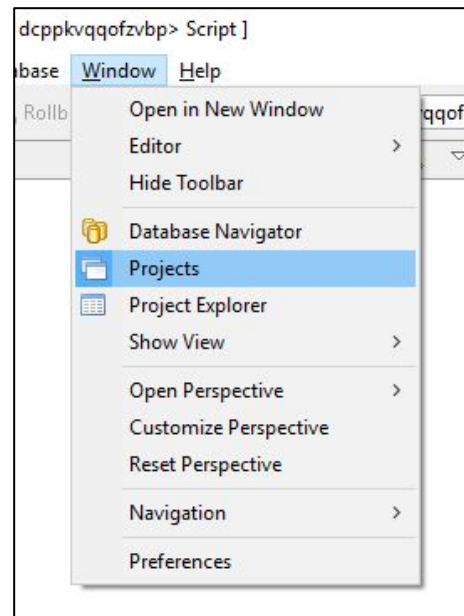 dcppkvqqofzvbp> Script ]
base Window Help
Rollb
qqof
Open in New Window
Editor
Hide Toolbar
Database Navigator
Projects
Project Explorer
Show View
Open Perspective
Customize Perspective
Reset Perspective
Navigation
Preferences